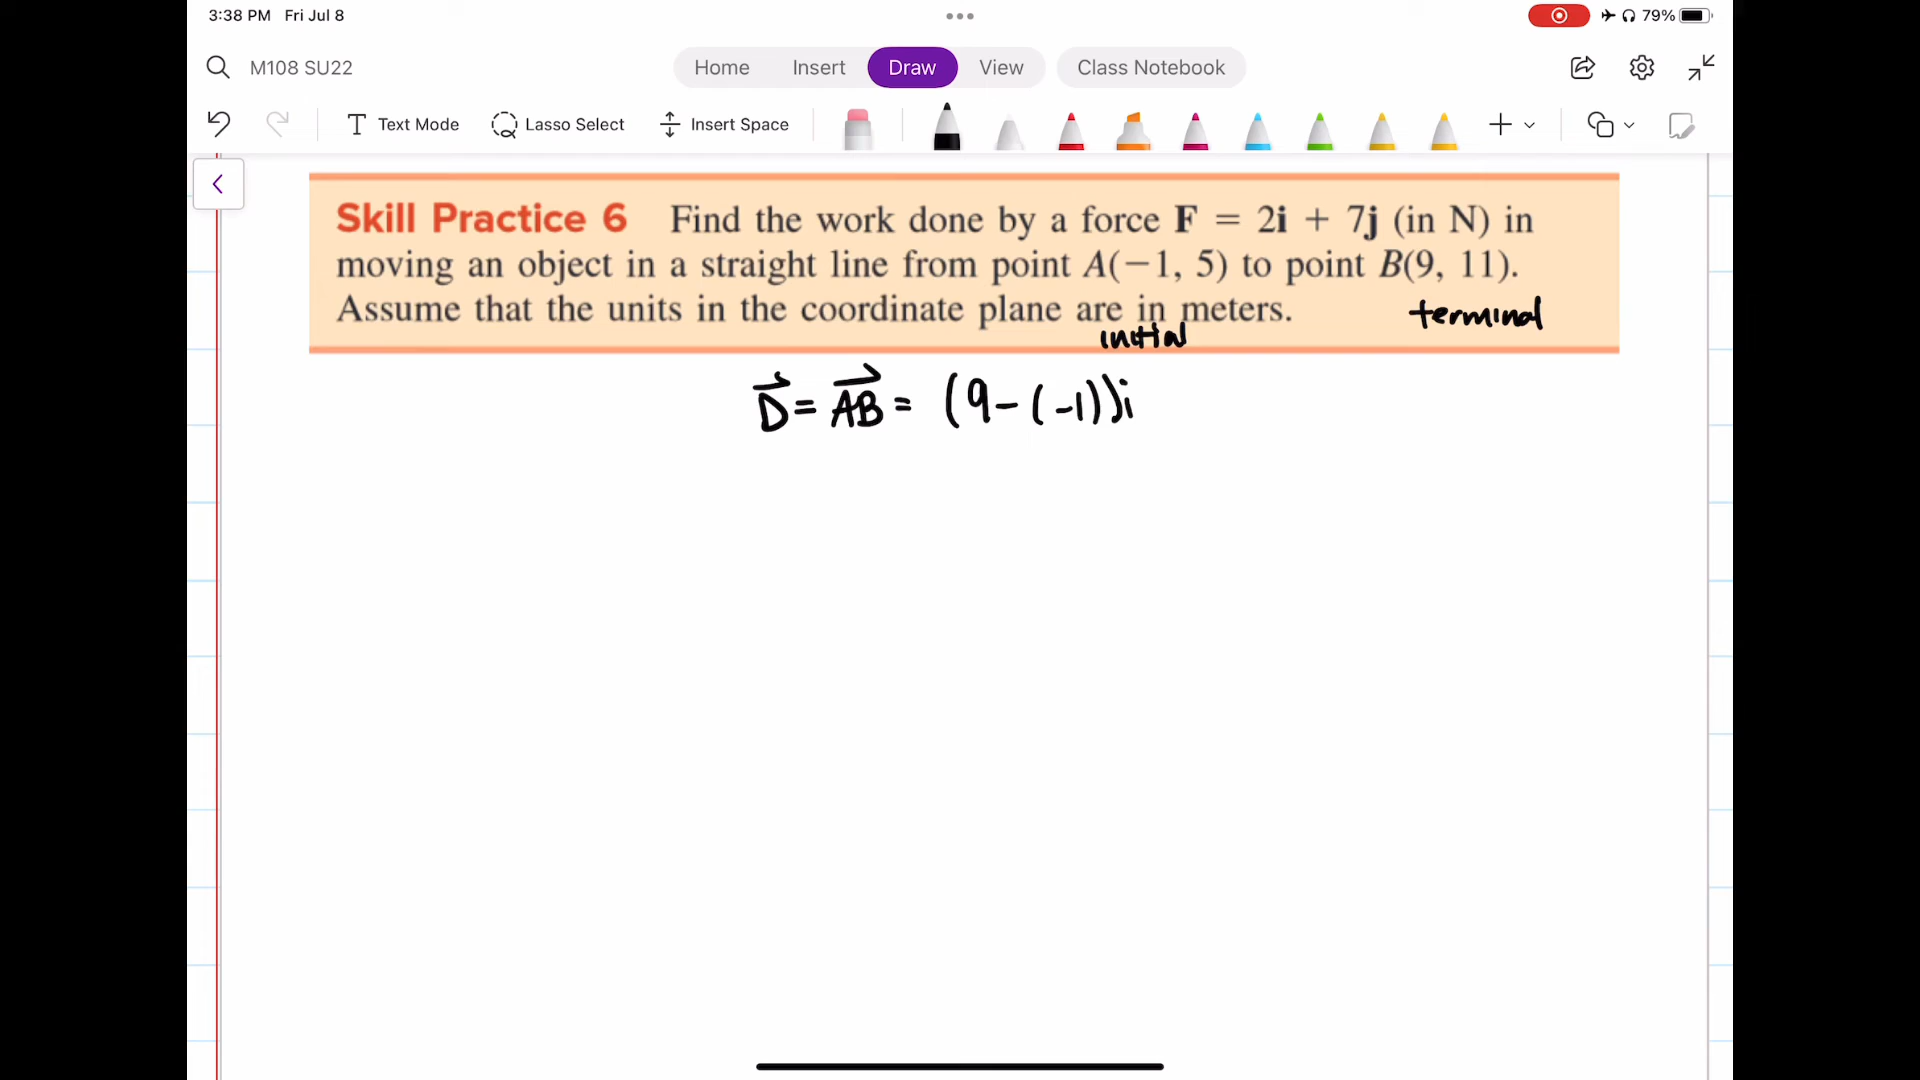 3:38 PM Fri Jul 8
79%
M108 SU22
Home Insert Draw View Class Notebook
Text Mode Lasso Select Insert Space
Skill Practice 6 Find the work done by a force F = 2i + 7j (in N) in
moving an object in a straight line from point A(−1, 5) to point B(9, 11).
Assume that the units in the coordinate plane are in meters.
terminal
initial
D⃗ = A⃗B⃗ = (9-(-1))i